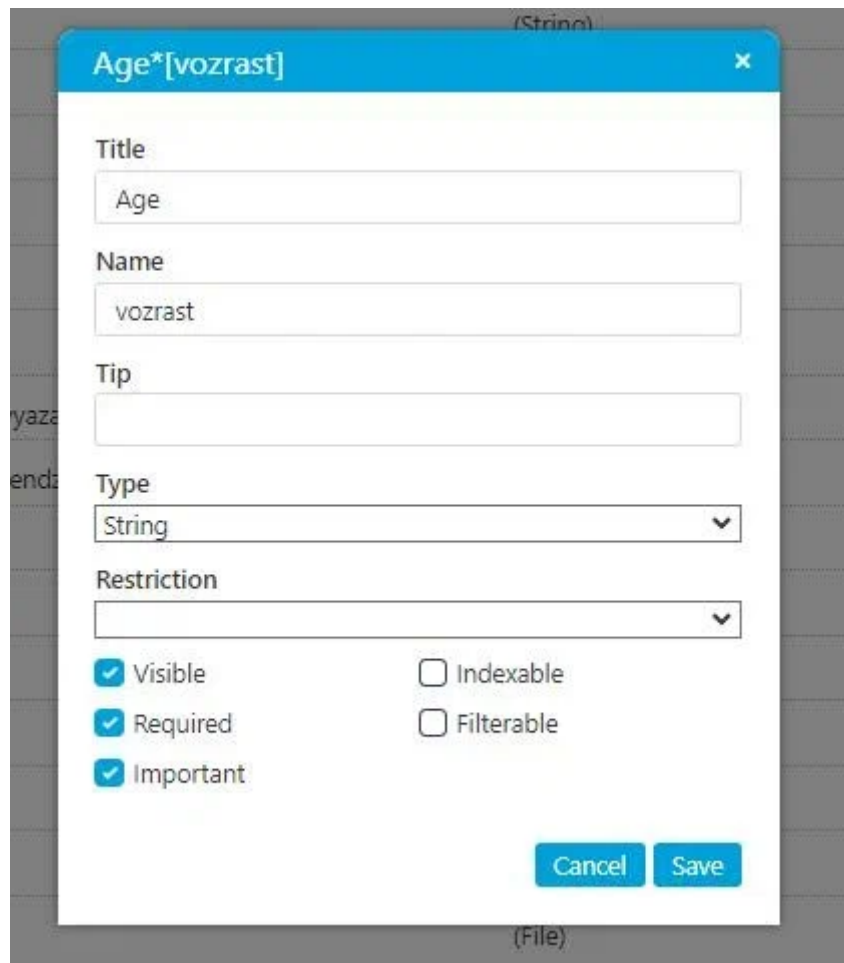 (String)
Age*[vozrast]
Title
Age
Name
vozrast
Tip
Type
String
Restriction
Visible
Indexable
Required
Filterable
Important
Cancel Save
(File)